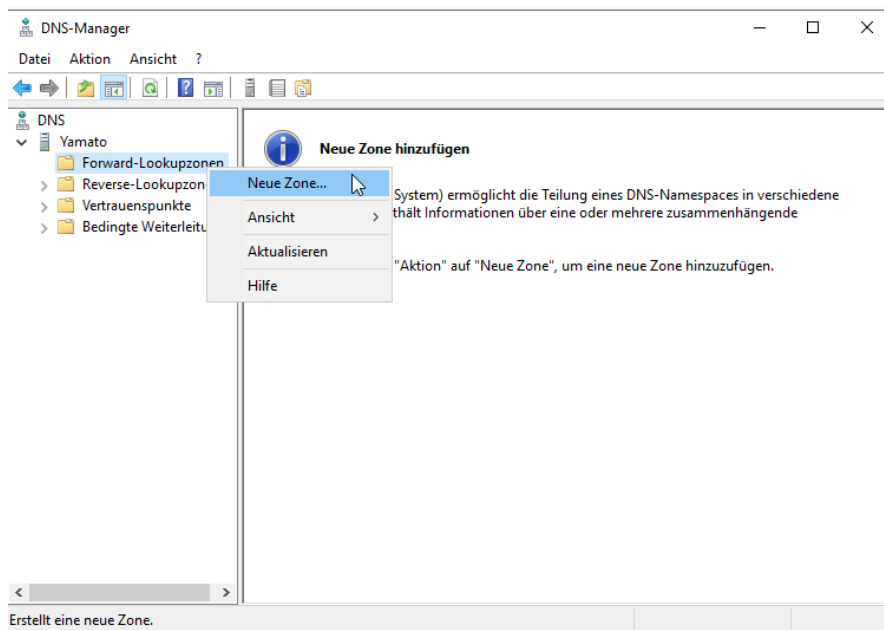 DNS-Manager
Datei Aktion Ansicht ?
DNS
Yamato
Forward-Lookupzonen
Reverse-Lookupzon
Vertrauenspunkte
Bedingte Weiterleitu
Neue Zone...
Ansicht
Aktualisieren
Hilfe
Neue Zone hinzufügen
System) ermöglicht die Teilung eines DNS-Namespaces in verschiedene
thält Informationen über eine oder mehrere zusammenhängende
"Aktion" auf "Neue Zone", um eine neue Zone hinzuzufügen.
Erstellt eine neue Zone.